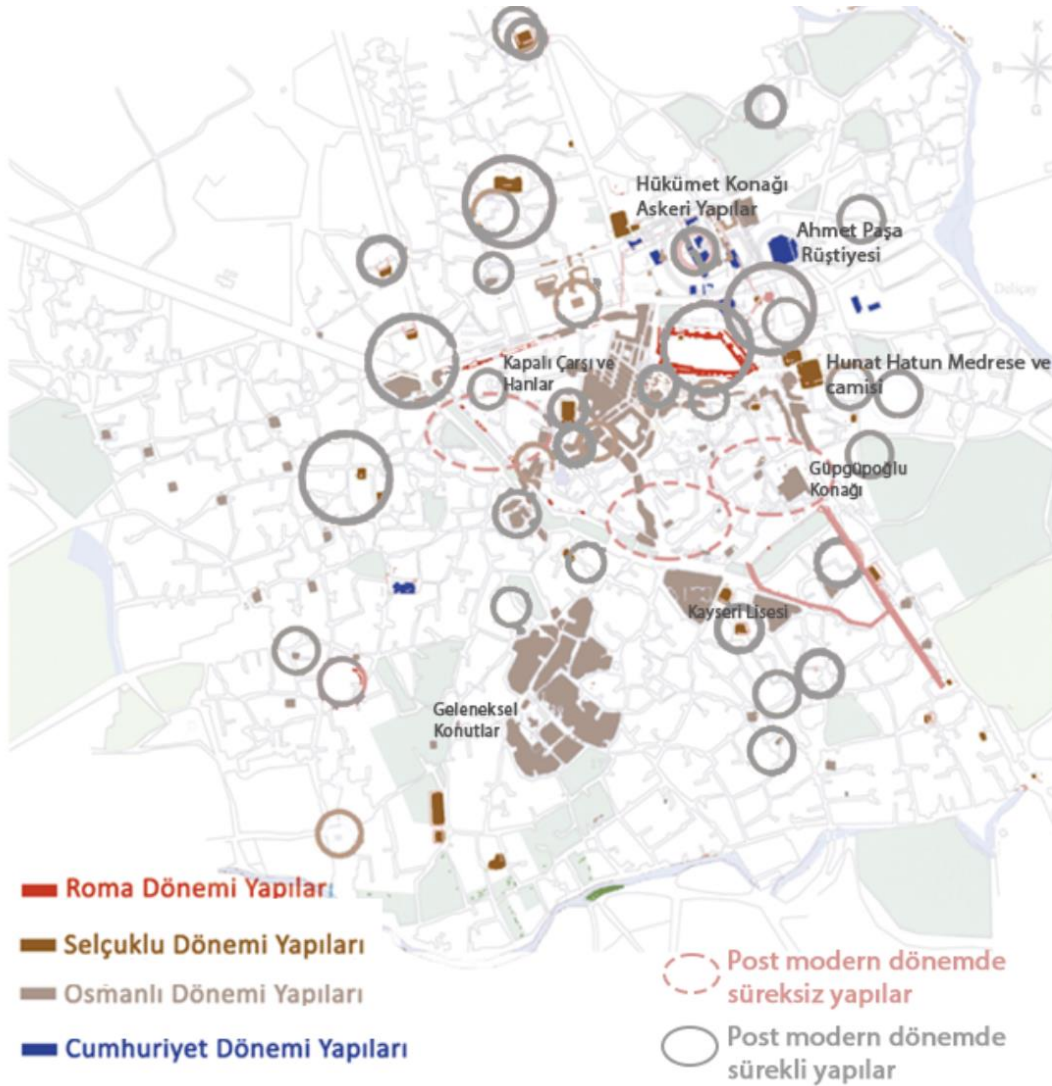 K
B
G
Hükümet Konağı
Askeri Yapılar
Ahmet Paşa
Rüştiyesi
Deliçay
Kapalı Çarşı ve
Hanlar
Hunat Hatun Medrese ve
camisi
Güpgüpoğlu
Konağı
Kayseri Lisesi
Geleneksel
Konutlar
Roma Dönemi Yapıları
Selçuklu Dönemi Yapıları
Osmanlı Dönemi Yapıları
Cumhuriyet Dönemi Yapıları
Post modern dönemde
süreksiz yapılar
Post modern dönemde
sürekli yapılar